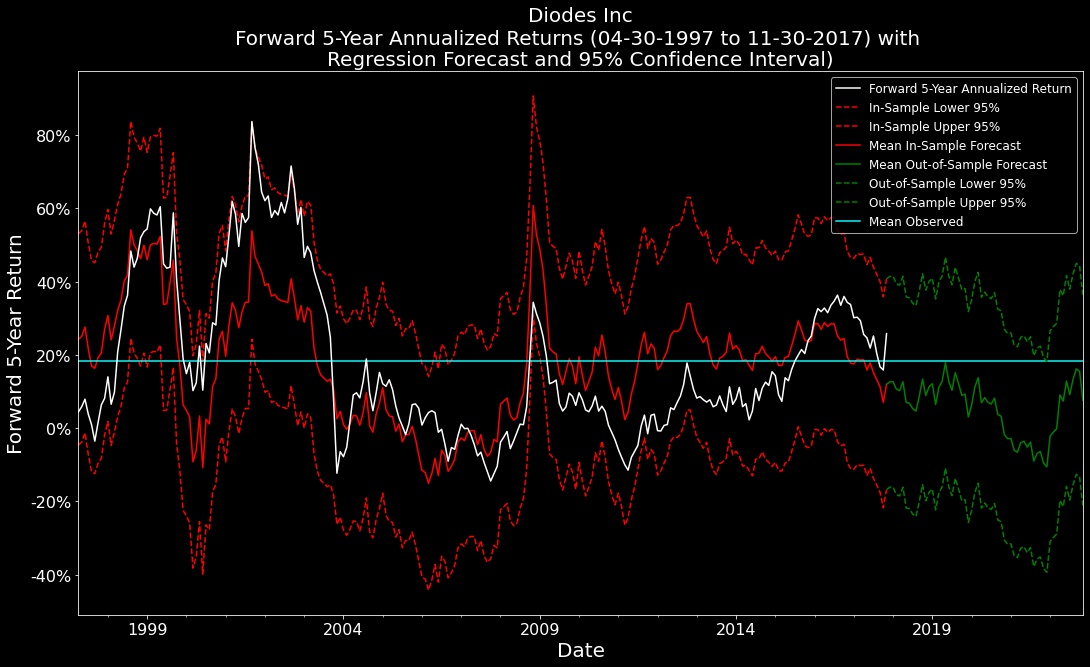 Diodes Inc
Forward 5-Year Annualized Returns (04-30-1997 to 11-30-2017) with
Regression Forecast and 95% Confidence Interval)
Forward 5-Year Annualized Return
In-Sample Lower 95%
In-Sample Upper 95%
Mean In-Sample Forecast
Mean Out-of-Sample Forecast
Out-of-Sample Lower 95%
Out-of-Sample Upper 95%
Mean Observed
Forward 5-Year Return
80%
60%
40%
20%
0%
-20%
-40%
1999
2004
2009
2014
2019
Date